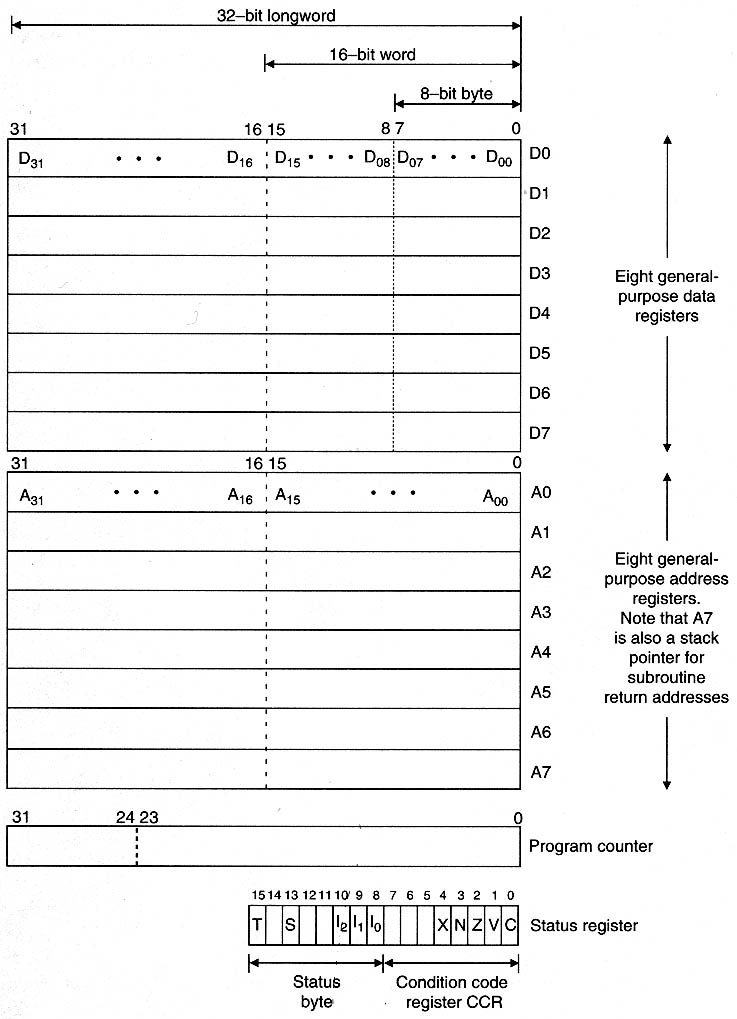 32–bit longword
16–bit word
8–bit byte
31 16 15 8 7 0
D31 • • • D16 D15 • • • D08 D07 • • • D00 D0
D1
D2
D3
D4
D5
D6
D7
Eight general-
purpose data
registers
31 16 15 0
A31 • • • A16 A15 • • • A00 A0
A1
A2
A3
A4
A5
A6
A7
Eight general-
purpose address
registers.
Note that A7
is also a stack
pointer for
subroutine
return addresses
31 24 23 0
Program counter
15 14 13 12 11 10 9 8 7 6 5 4 3 2 1 0
T S I2 I1 I0 X N Z V C Status register
Status
byte
Condition code
register CCR